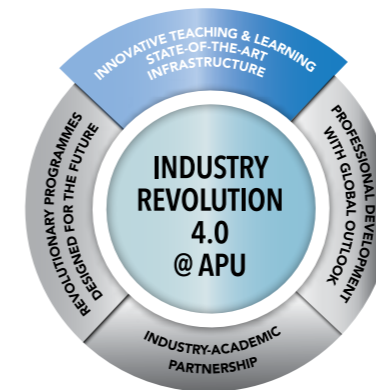 INNOVATIVE TEACHING & LEARNING
STATE-OF-THE-ART
INFRASTRUCTURE
PROFESSIONAL DEVELOPMENT
WITH GLOBAL OUTLOOK
INDUSTRY-ACADEMIC
PARTNERSHIP
REVOLUTIONARY PROGRAMMES
DESIGNED FOR THE FUTURE
INDUSTRY
REVOLUTION
4.0
@ APU